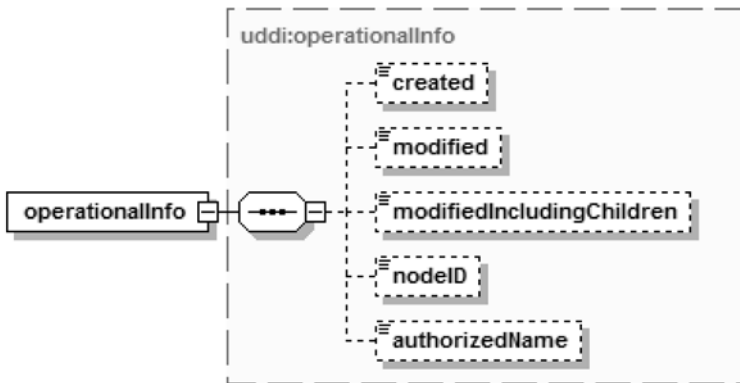 uddi:operationalInfo
created
modified
operationalInfo
modifiedIncludingChildren
nodeID
authorizedName